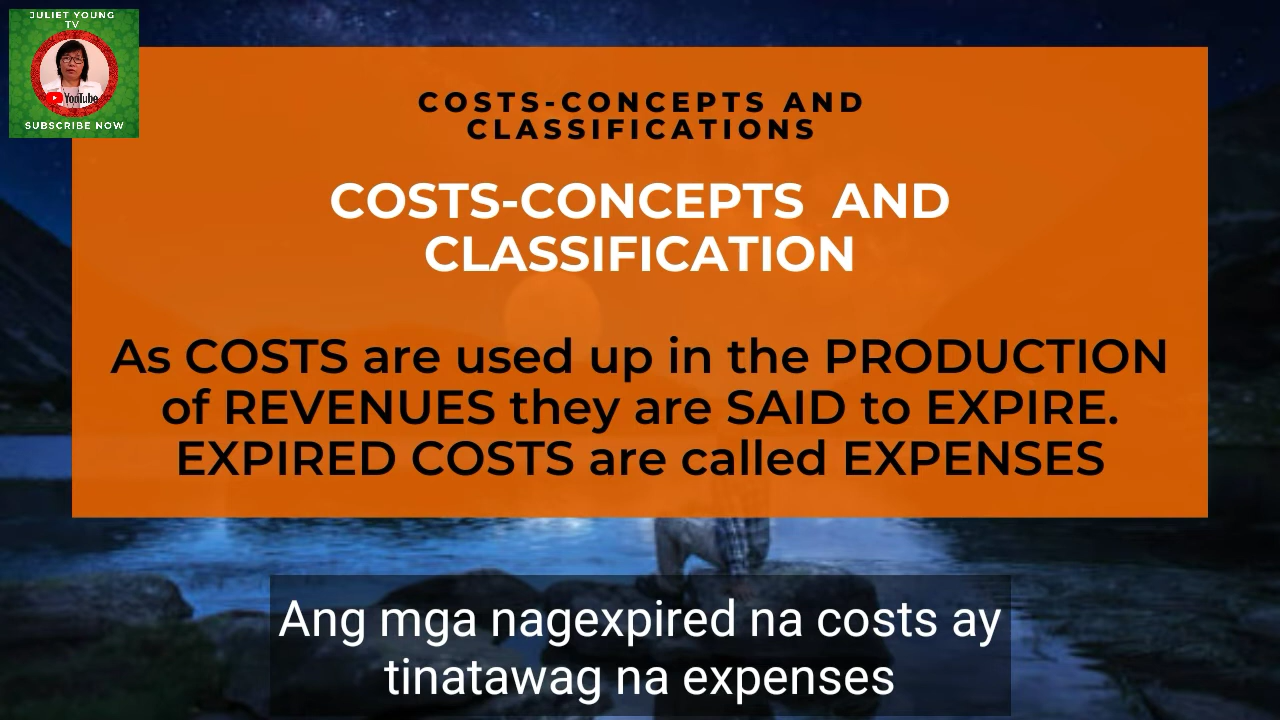 JULIET YOUNG
TV
YouTube
SUBSCRIBE NOW
COSTS-CONCEPTS AND
CLASSIFICATIONS
COSTS-CONCEPTS AND
CLASSIFICATION
As COSTS are used up in the PRODUCTION
of REVENUES they are SAID to EXPIRE.
EXPIRED COSTS are called EXPENSES
Ang mga nagexpired na costs ay
tinatawag na expenses